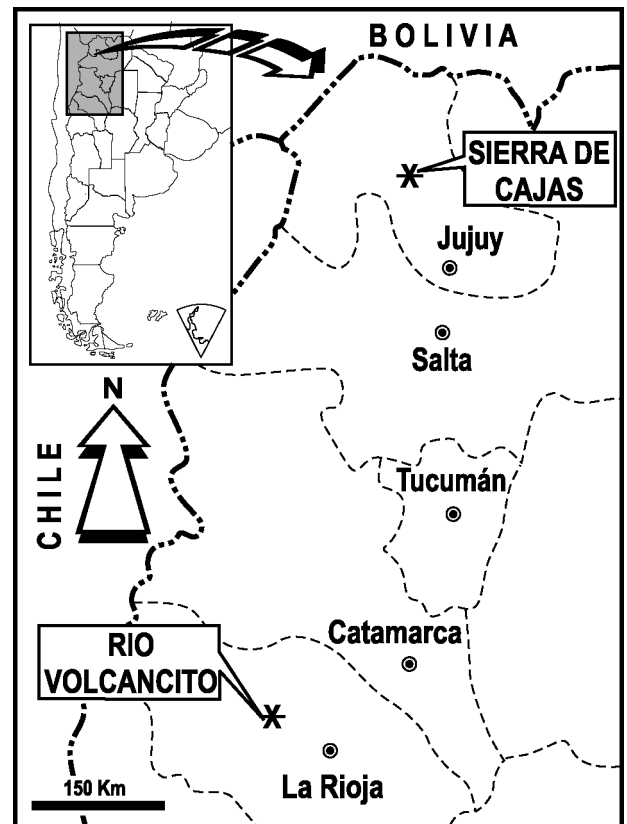 BOLIVIA
SIERRA DE
CAJAS
Jujuy
Salta
N
CHILE
Tucumán
Catamarca
RIO
VOLCANCITO
La Rioja
150 Km